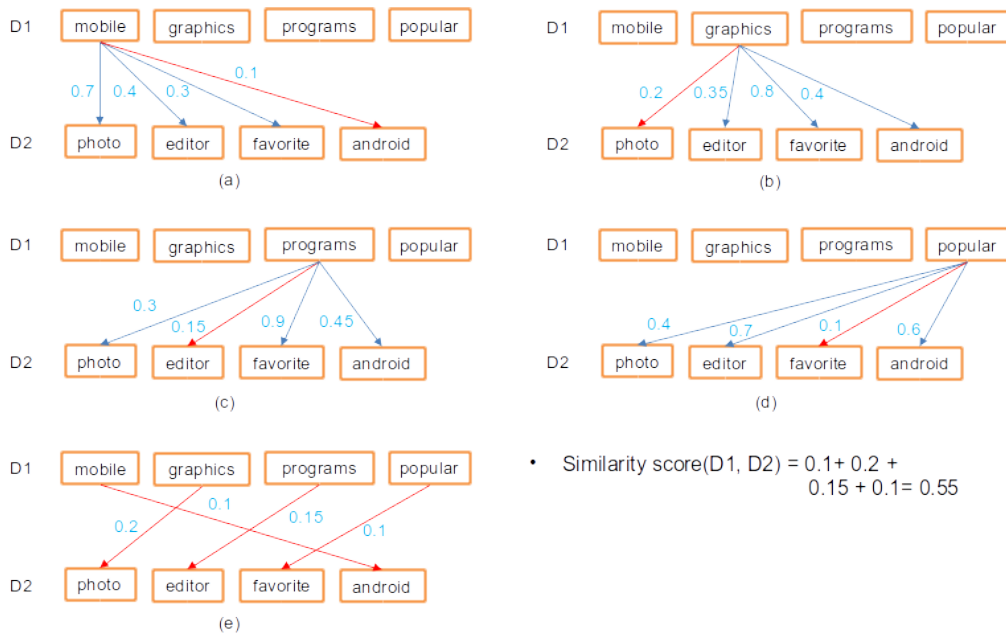 D1 mobile graphics programs popular
0.7 0.4 0.3 0.1
D2 photo editor favorite android
(a)
D1 mobile graphics programs popular
0.2 0.35 0.8 0.4
D2 photo editor favorite android
(b)
D1 mobile graphics programs popular
0.3 0.15 0.9 0.45
D2 photo editor favorite android
(c)
D1 mobile graphics programs popular
0.4 0.7 0.1 0.6
D2 photo editor favorite android
(d)
D1 mobile graphics programs popular
0.2 0.1 0.15 0.1
D2 photo editor favorite android
(e)
• Similarity score(D1, D2) = 0.1+ 0.2 +
0.15 + 0.1= 0.55